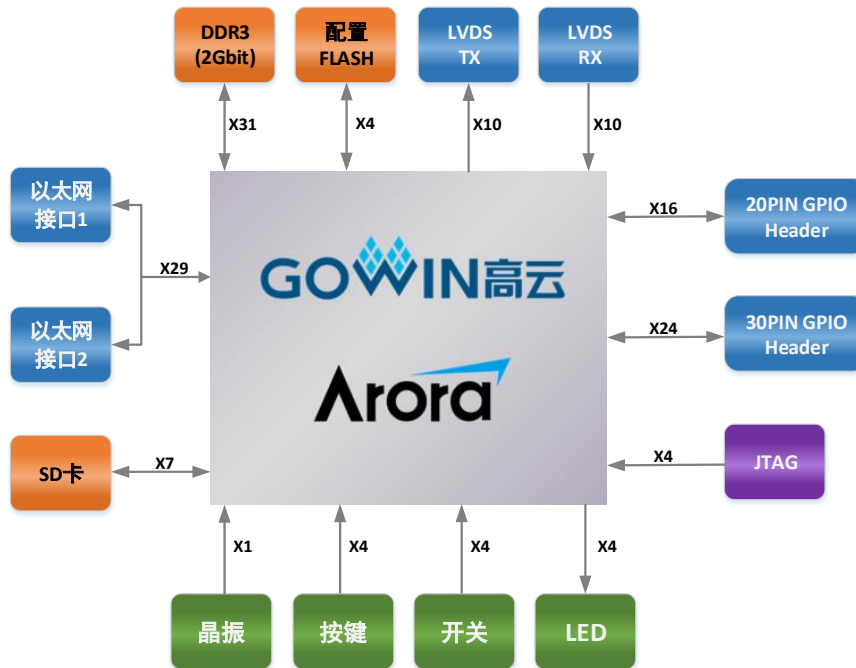 DDR3
(2Gbit)
配置
FLASH
LVDS
TX
LVDS
RX
X31
X4
X10
X10
以太网
接口1
X29
以太网
接口2
GOWIN高云
Arora
X16
20PIN GPIO
Header
X24
30PIN GPIO
Header
SD卡
X7
X4
JTAG
X1
X4
X4
X4
晶振
按键
开关
LED